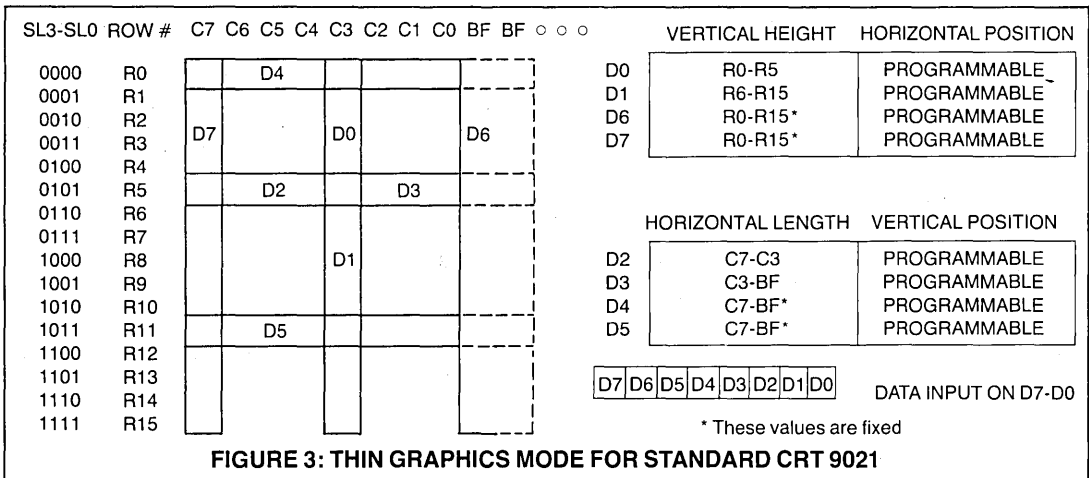 SL3-SL0 ROW # C7 C6 C5 C4 C3 C2 C1 C0 BF BF ○ ○ ○
0000 R0 D4
0001 R1
0010 R2
D7 D0 D6
0011 R3
0100 R4
0101 R5 D2 D3
0110 R6
0111 R7
1000 R8 D1
1001 R9
1010 R10
1011 R11 D5
1100 R12
1101 R13
1110 R14
1111 R15
VERTICAL HEIGHT HORIZONTAL POSITION
D0 R0-R5 PROGRAMMABLE
D1 R6-R15 PROGRAMMABLE
D6 R0-R15* PROGRAMMABLE
D7 R0-R15* PROGRAMMABLE
HORIZONTAL LENGTH VERTICAL POSITION
D2 C7-C3 PROGRAMMABLE
D3 C3-BF PROGRAMMABLE
D4 C7-BF* PROGRAMMABLE
D5 C7-BF* PROGRAMMABLE
D7 D6 D5 D4 D3 D2 D1 D0 DATA INPUT ON D7-D0
* These values are fixed
FIGURE 3: THIN GRAPHICS MODE FOR STANDARD CRT 9021